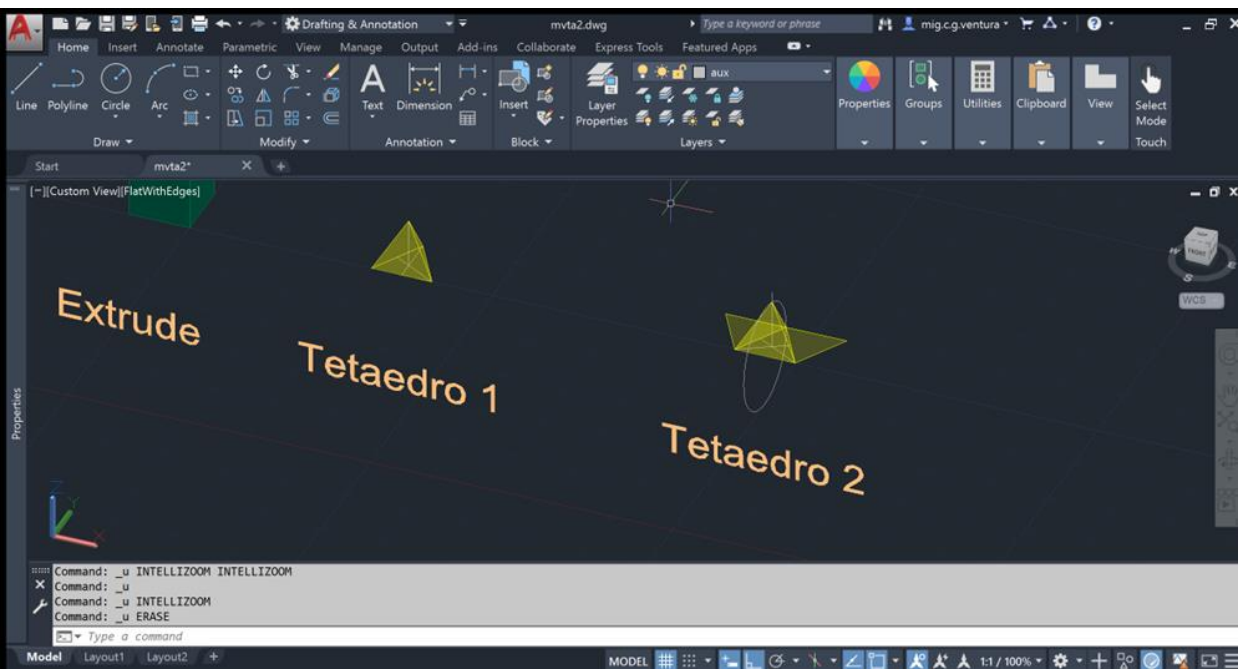 Drafting & Annotation
mvta2.dwg
Type a keyword or phrase
mig.c.g.ventura
Home Insert Annotate Parametric View Manage Output Add-ins Collaborate Express Tools Featured Apps
aux
Line Polyline Circle Arc Text Dimension Insert Layer Properties Properties Groups Utilities Clipboard View Select Mode
Draw Modify Annotation Block Layers Touch
Start mvta2* +
[−][Custom View][FlatWithEdges]
TOP
FRONT
S
E
WCS
Extrude
Tetaedro 1
Tetaedro 2
Properties
Z
Y
X
Command: _u INTELLIZOOM INTELLIZOOM
Command: _u
Command: _u INTELLIZOOM
Command: _u ERASE
Type a command
Model Layout1 Layout2 +
MODEL 1:1 / 100%